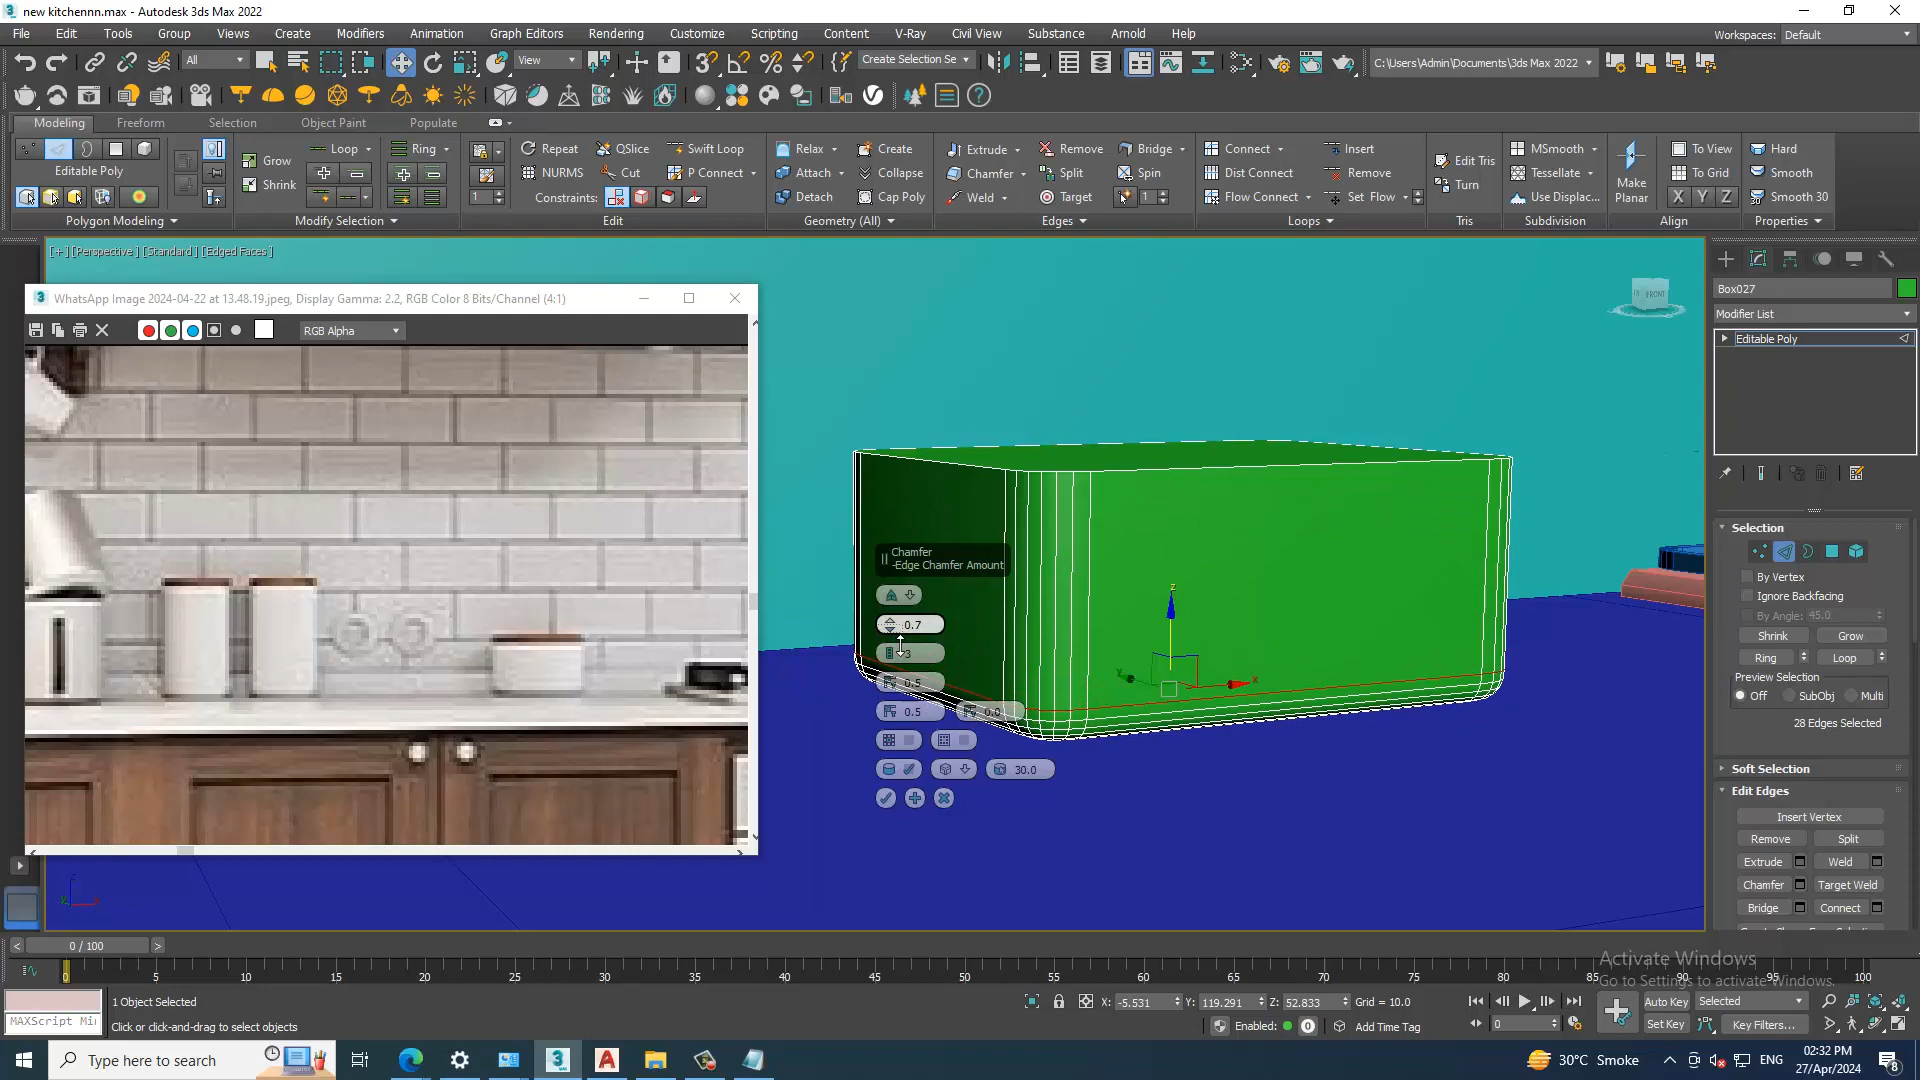 new kitchennn.max - Autodesk 3ds Max 2022
File Edit Tools Group Views Create Modifiers Animation Graph Editors Rendering Customize Scripting Content V-Ray Civil View Substance Arnold Help
Workspaces: Default
All
View
Create Selection Se
C:\Users\Admin\Documents\3ds Max 2022
Modeling Freeform Selection Object Paint Populate
Editable Poly
Polygon Modeling
Grow
Shrink
Loop
Ring
Modify Selection
1
Repeat QSlice Swift Loop
NURMS Cut P Connect
Constraints:
Edit
Relax Create
Attach Collapse
Detach Cap Poly
Geometry (All)
Extrude Remove Bridge
Chamfer Split Spin
Weld Target 1
Edges
Connect Insert
Dist Connect Remove
Flow Connect Set Flow
Loops
Edit Tris
Turn
Tris
MSmooth
Tessellate
Use Displac...
Subdivision
Make
Planar
To View
To Grid
X Y Z
Align
Hard
Smooth
Smooth 30
Properties
[+] [Perspective] [Standard] [Edged Faces]
WhatsApp Image 2024-04-22 at 13.48.19.jpeg, Display Gamma: 2.2, RGB Color 8 Bits/Channel (4:1)
RGB Alpha
FRONT
Chamfer
-Edge Chamfer Amount
0.7
3
0.5
0.5 0.0
30.0
z
x
y
Box027
Modifier List
Editable Poly
Selection
By Vertex
Ignore Backfacing
By Angle: 45.0
Shrink Grow
Ring Loop
Preview Selection
Off SubObj Multi
28 Edges Selected
Soft Selection
Edit Edges
Insert Vertex
Remove Split
Extrude Weld
Chamfer Target Weld
Bridge Connect
0 / 100
0 5 10 15 20 25 30 35 40 45 50 55 60 65 70 75 80 85 90 95 100
Activate Windows
Go to Settings to activate Windows.
1 Object Selected
MAXScript Mi
Click or click-and-drag to select objects
X: -5.531 Y: 119.291 Z: 52.833 Grid = 10.0
Enabled: 0 Add Time Tag
0
Auto Key Selected
Set Key Key Filters...
Type here to search
30°C Smoke
ENG
02:32 PM
27/Apr/2024
8